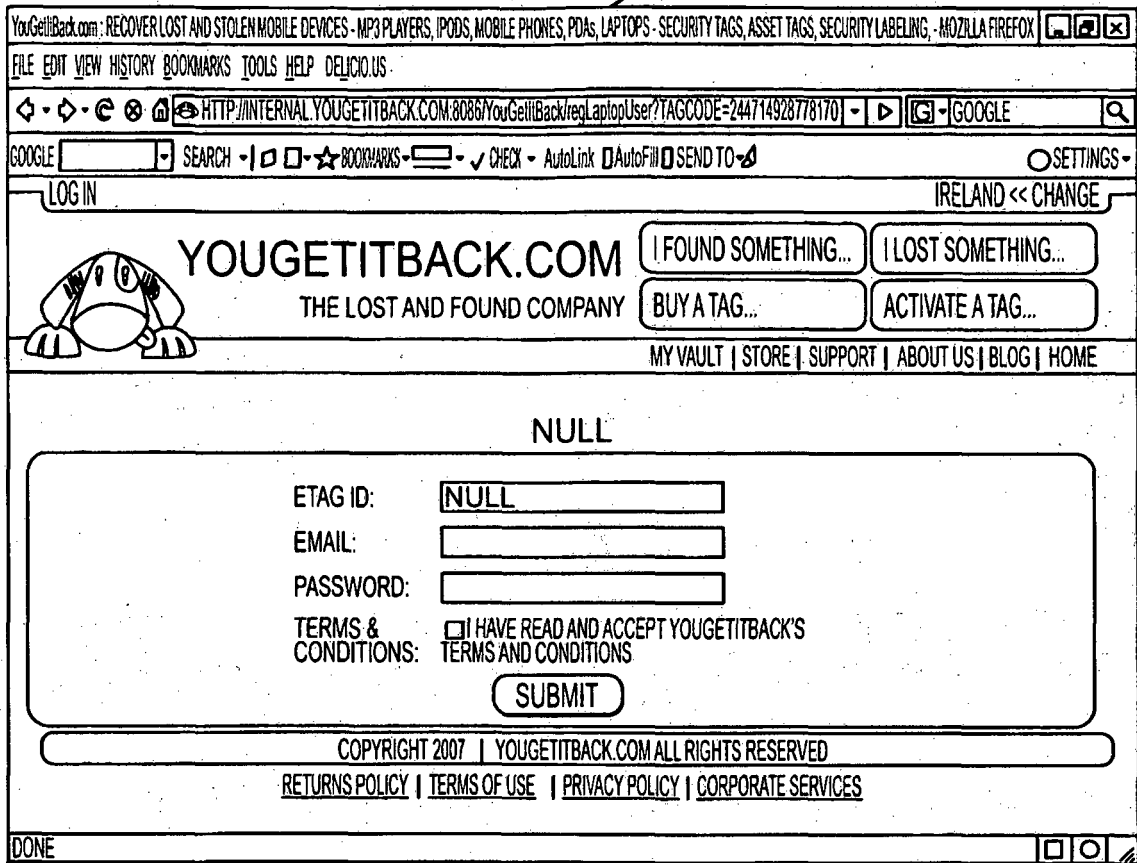 YouGetItBack.com : RECOVER LOST AND STOLEN MOBILE DEVICES - MP3 PLAYERS, IPODS, MOBILE PHONES, PDAs, LAPTOPS - SECURITY TAGS, ASSET TAGS, SECURITY LABELING, - MOZILLA FIREFOX
FILE EDIT VIEW HISTORY BOOKMARKS TOOLS HELP DELICIO.US
HTTP://INTERNAL.YOUGETITBACK.COM:8086/YouGetItBack/regLaptopUser?TAGCODE=244714928778170 G GOOGLE
GOOGLE SEARCH BOOKMARKS CHECK AutoLink AutoFill SEND TO SETTINGS
LOG IN IRELAND << CHANGE
YOUGETITBACK.COM
THE LOST AND FOUND COMPANY
I FOUND SOMETHING... I LOST SOMETHING...
BUY A TAG... ACTIVATE A TAG...
MY VAULT | STORE | SUPPORT | ABOUT US | BLOG | HOME
NULL
ETAG ID: NULL
EMAIL:
PASSWORD:
TERMS & CONDITIONS: I HAVE READ AND ACCEPT YOUGETITBACK'S
TERMS AND CONDITIONS
SUBMIT
COPYRIGHT 2007 | YOUGETITBACK.COM ALL RIGHTS RESERVED
RETURNS POLICY | TERMS OF USE | PRIVACY POLICY | CORPORATE SERVICES
DONE